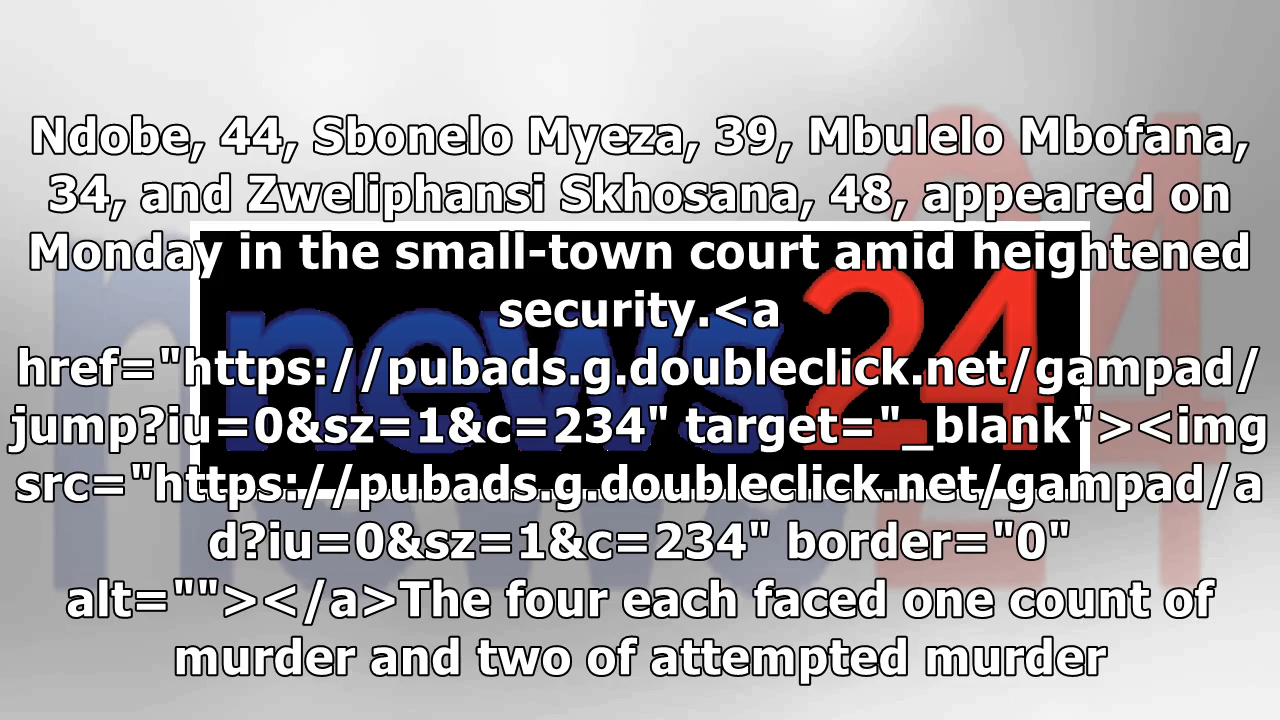 Ndobe, 44, Sbonelo Myeza, 39, Mbulelo Mbofana,
34, and Zweliphansi Skhosana, 48, appeared on
Monday in the small-town court amid heightened
security.<a
href="https://pubads.g.doubleclick.net/gampad/
jump?iu=0&sz=1&c=234" target="_blank"><img
src="https://pubads.g.doubleclick.net/gampad/a
d?iu=0&sz=1&c=234" border="0"
alt=""></a>The four each faced one count of
murder and two of attempted murder
news24